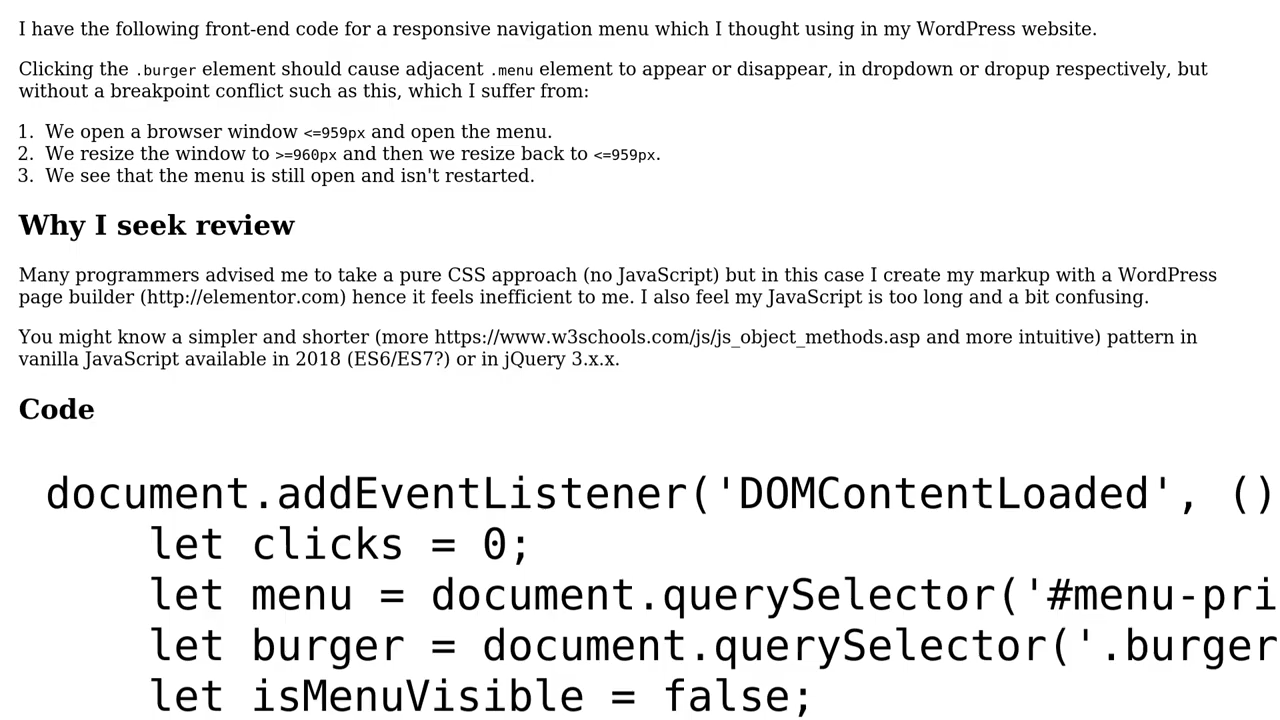 I have the following front-end code for a responsive navigation menu which I thought using in my WordPress website.
Clicking the .burger element should cause adjacent .menu element to appear or disappear, in dropdown or dropup respectively, but
without a breakpoint conflict such as this, which I suffer from:
1. We open a browser window <=959px and open the menu.
2. We resize the window to >=960px and then we resize back to <=959px.
3. We see that the menu is still open and isn't restarted.
Why I seek review
Many programmers advised me to take a pure CSS approach (no JavaScript) but in this case I create my markup with a WordPress
page builder (http://elementor.com) hence it feels inefficient to me. I also feel my JavaScript is too long and a bit confusing.
You might know a simpler and shorter (more https://www.w3schools.com/js/js_object_methods.asp and more intuitive) pattern in
vanilla JavaScript available in 2018 (ES6/ES7?) or in jQuery 3.x.x.
Code
document.addEventListener('DOMContentLoaded', ()
let clicks = 0;
let menu = document.querySelector('#menu-pri
let burger = document.querySelector('.burger
let isMenuVisible = false;